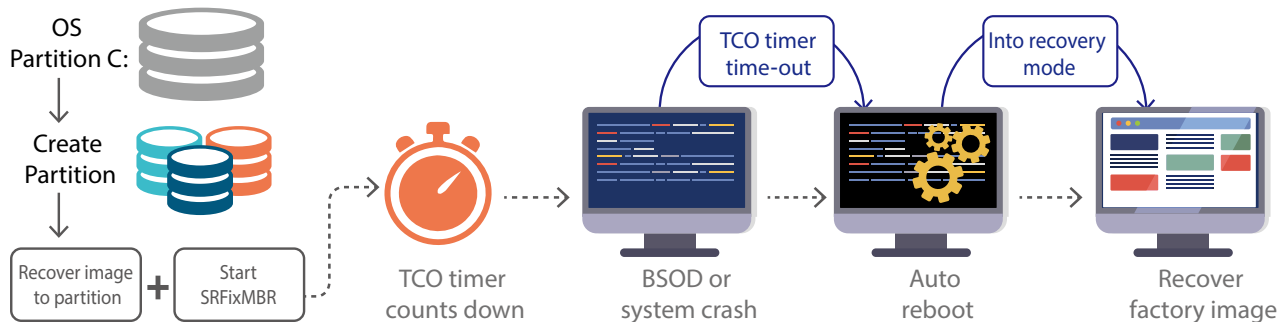 OS
Partition C:
Create
Partition
Recover image
to partition
+
Start
SRFixMBR
TCO timer
counts down
TCO timer
time-out
BSOD or
system crash
Into recovery
mode
Auto
reboot
Recover
factory image